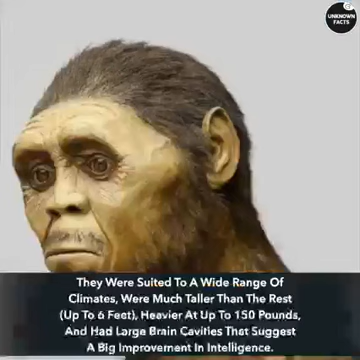 UNKNOWN
FACTS
They Were Suited To A Wide Range Of
Climates, Were Much Taller Than The Rest
(Up To 6 Feet), Heavier At Up To 150 Pounds,
And Had Large Brain Cavities That Suggest
A Big Improvement In Intelligence.